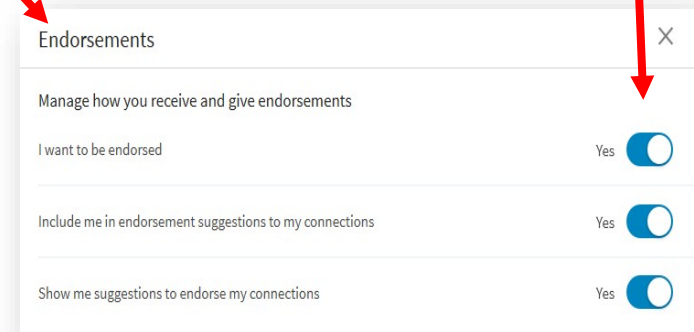 Endorsements
Manage how you receive and give endorsements
I want to be endorsed Yes
Include me in endorsement suggestions to my connections Yes
Show me suggestions to endorse my connections Yes